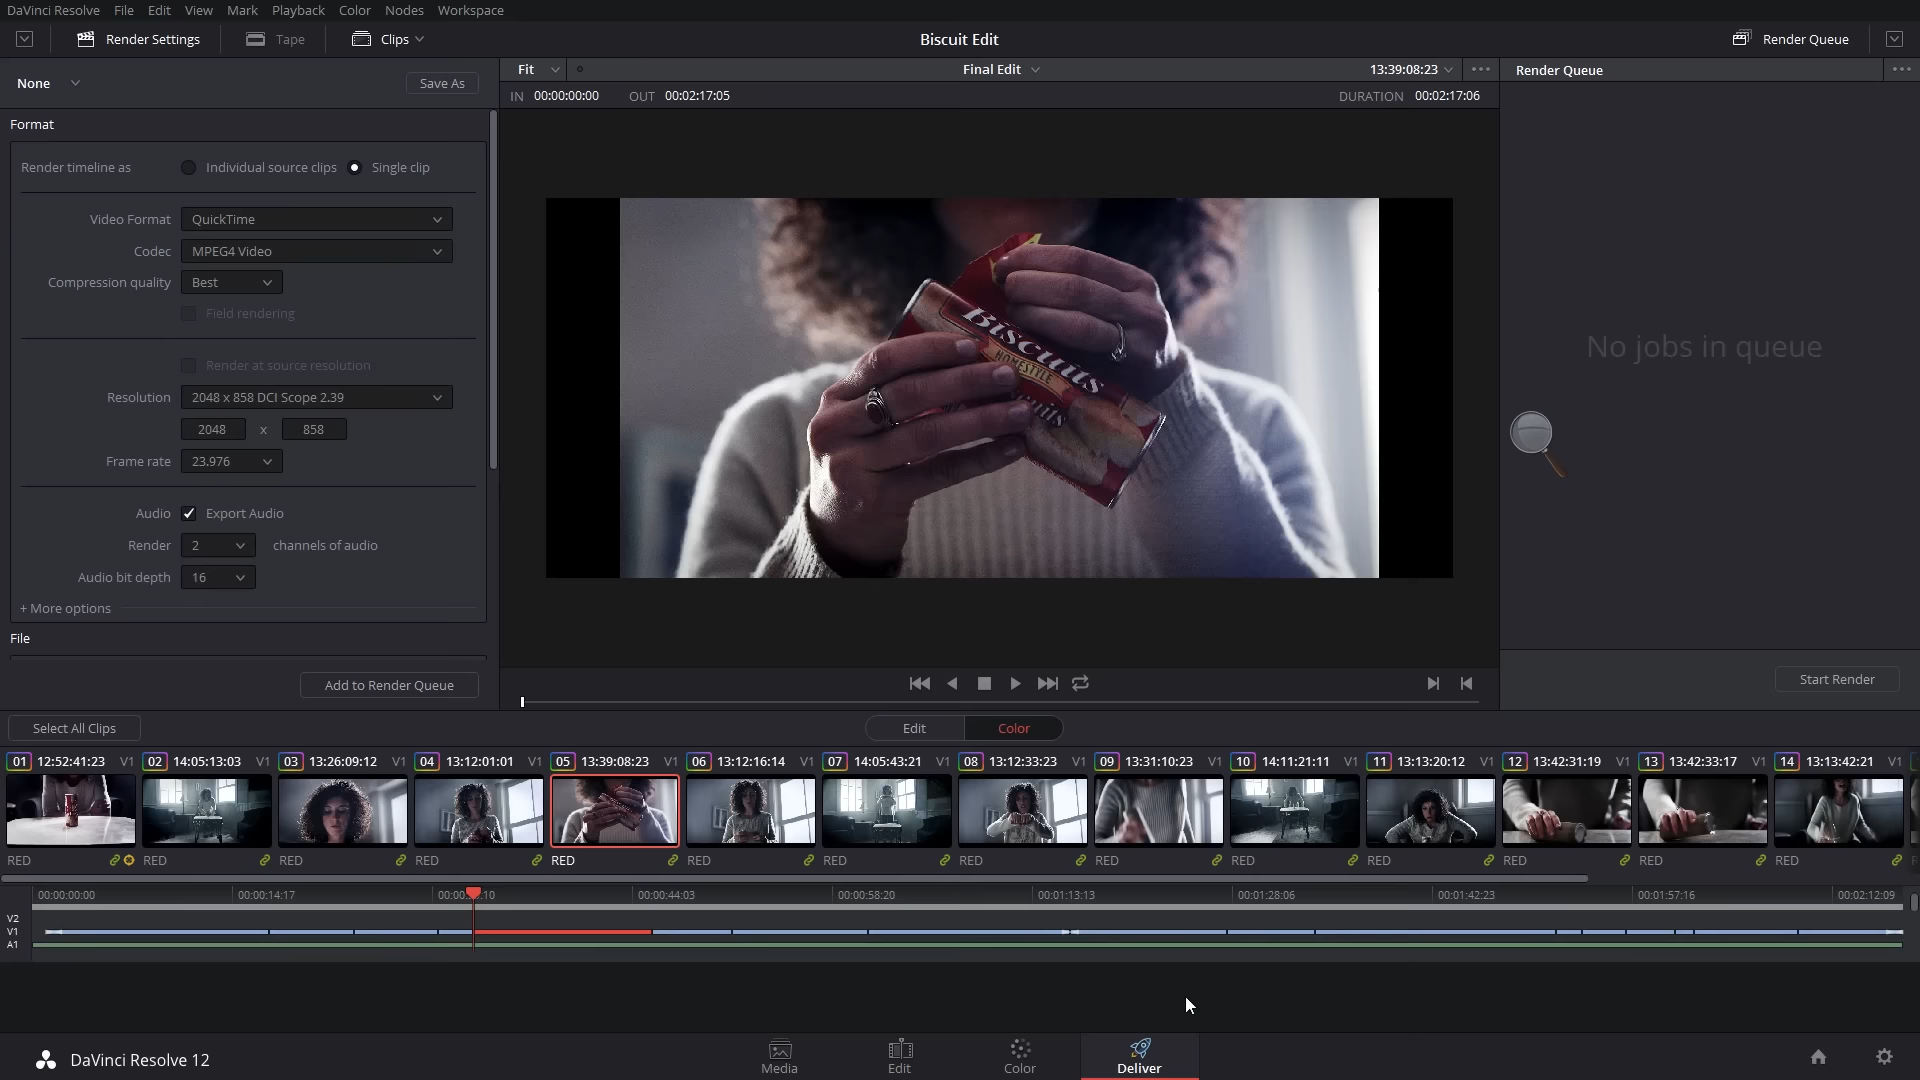 DaVinci Resolve File Edit View Mark Playback Color Nodes Workspace
Render Settings Tape Clips Biscuit Edit Render Queue
None Save As Fit Final Edit 13:39:08:23 Render Queue
IN 00:00:00:00 OUT 00:02:17:05 DURATION 00:02:17:06
Format
Render timeline as Individual source clips Single clip
Video Format QuickTime
Codec MPEG4 Video
Compression quality Best
Field rendering
Render at source resolution
Resolution 2048 x 858 DCI Scope 2.39
2048 x 858
Frame rate 23.976
Audio Export Audio
Render 2 channels of audio
Audio bit depth 16
+ More options
File
Add to Render Queue
Biscuits
HOMESTYLE
No jobs in queue
Start Render
Select All Clips Edit Color
01 12:52:41:23 V1 02 14:05:13:03 V1 03 13:26:09:12 V1 04 13:12:01:01 V1 05 13:39:08:23 V1 06 13:12:16:14 V1 07 14:05:43:21 V1 08 13:12:33:23 V1 09 13:31:10:23 V1 10 14:11:21:11 V1 11 13:13:20:12 V1 12 13:42:31:19 V1 13 13:42:33:17 V1 14 13:13:42:21 V1
RED RED RED RED RED RED RED RED RED RED RED RED RED RED
00:00:00:00 00:00:14:17 00:00: :10 00:00:44:03 00:00:58:20 00:01:13:13 00:01:28:06 00:01:42:23 00:01:57:16 00:02:12:09
V2
V1
A1
DaVinci Resolve 12 Media Edit Color Deliver